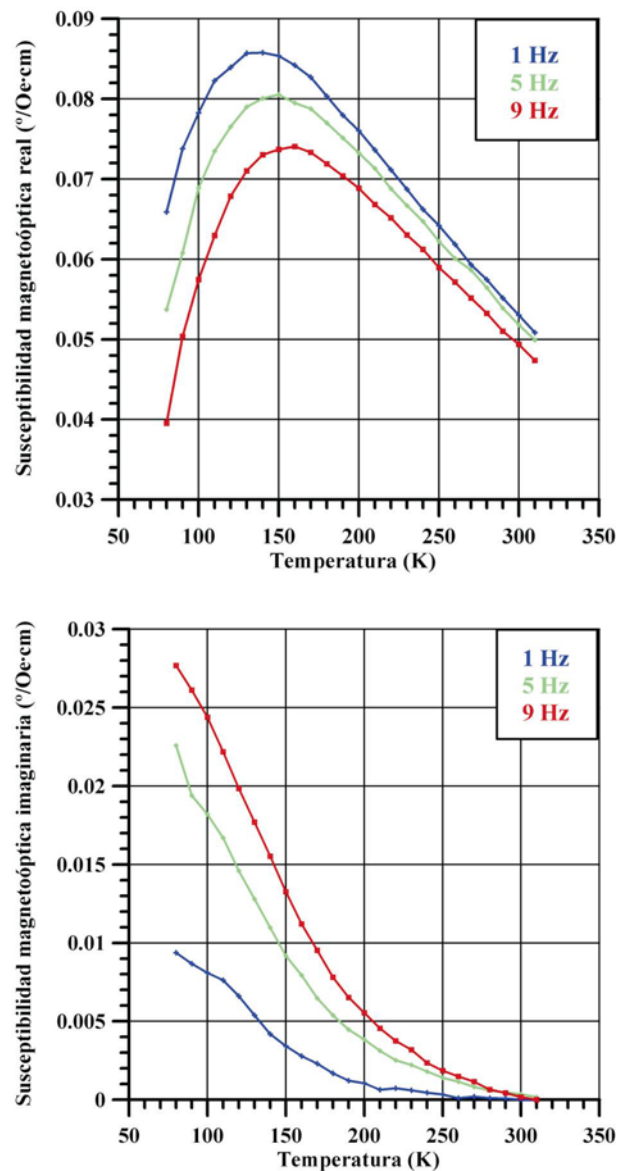 Susceptibilidad magnetoóptica real (º/Oe·cm)
0.09
0.08
0.07
0.06
0.05
0.04
0.03
1 Hz
5 Hz
9 Hz
50 100 150 200 250 300 350
Temperatura (K)
Susceptibilidad magnetoóptica imaginaria (º/Oe·cm)
0.03
0.025
0.02
0.015
0.01
0.005
0
1 Hz
5 Hz
9 Hz
50 100 150 200 250 300 350
Temperatura (K)